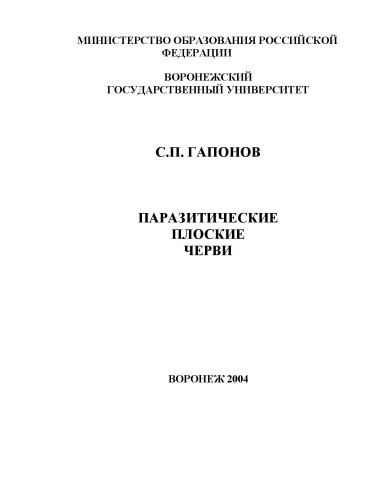 МИНИСТЕРСТВО ОБРАЗОВАНИЯ РОССИЙСКОЙ
ФЕДЕРАЦИИ
ВОРОНЕЖСКИЙ
ГОСУДАРСТВЕННЫЙ УНИВЕРСИТЕТ
С.П. ГАПОНОВ
ПАРАЗИТИЧЕСКИЕ
ПЛОСКИЕ
ЧЕРВИ
ВОРОНЕЖ 2004